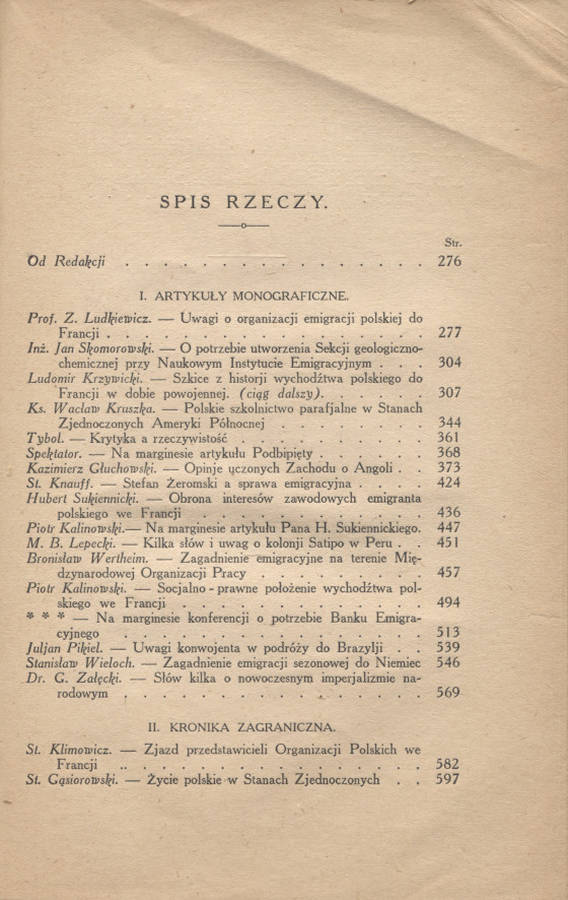 SPIS RZECZY.
Str.
Od Redakcji . . . . . . . . . . . . . . . . 276
I. ARTYKUŁY MONOGRAFICZNE.
Prof. Z. Ludkiewicz. — Uwagi o organizacji emigracji polskiej do
Francji . . . . . . . . . . . . . . . . . 277
Inż. Jan Skomorowski. — O potrzebie utworzenia Sekcji geologiczno-
chemicznej przy Naukowym Instytucie Emigracyjnym . . . 304
Ludomir Krzywicki. — Szkice z historji wychodźtwa polskiego do
Francji w dobie powojennej. (ciąg dalszy). . . . . . 307
Ks. Wacław Kruszka. — Polskie szkolnictwo parafjalne w Stanach
Zjednoczonych Ameryki Północnej . . . . . . . . 344
Tybol. — Krytyka a rzeczywistość . . . . . . . . . . 361
Spektator. — Na marginesie artykułu Podbipięty . . . . . . 368
Kazimierz Głuchowski. — Opinje uczonych Zachodu o Angoli . . 373
St. Knauff. — Stefan Żeromski a sprawa emigracyjna . . . . 424
Hubert Sukiennicki. — Obrona interesów zawodowych emigranta
polskiego we Francji . . . . . . . . . . . 436
Piotr Kalinowski.— Na marginesie artykułu Pana H. Sukiennickiego. 447
M. B. Lepecki. — Kilka słów i uwag o kolonji Satipo w Peru . . 451
Bronisław Wertheim. — Zagadnienie emigracyjne na terenie Mię-
dzynarodowej Organizacji Pracy . . . . . . . . 457
Piotr Kalinowski. — Socjalno - prawne położenie wychodźtwa pol-
skiego we Francji . . . . . . . . . . . . 494
* * * — Na marginesie konferencji o potrzebie Banku Emigra-
cyjnego . . . . . . . . . . . . . . . 513
Juljan Pikiel. — Uwagi konwojenta w podróży do Brazylji . . 539
Stanisław Wieloch. — Zagadnienie emigracji sezonowej do Niemiec 546
Dr. G. Załęcki. — Słów kilka o nowoczesnym imperjalizmie na-
rodowym . . . . . . . . . . . . . . . 569
II. KRONIKA ZAGRANICZNA.
St. Klimowicz. — Zjazd przedstawicieli Organizacji Polskich we
Francji . . . . . . . . . . . . . . . . 582
St. Gąsiorowski. — Życie polskie w Stanach Zjednoczonych . . 597